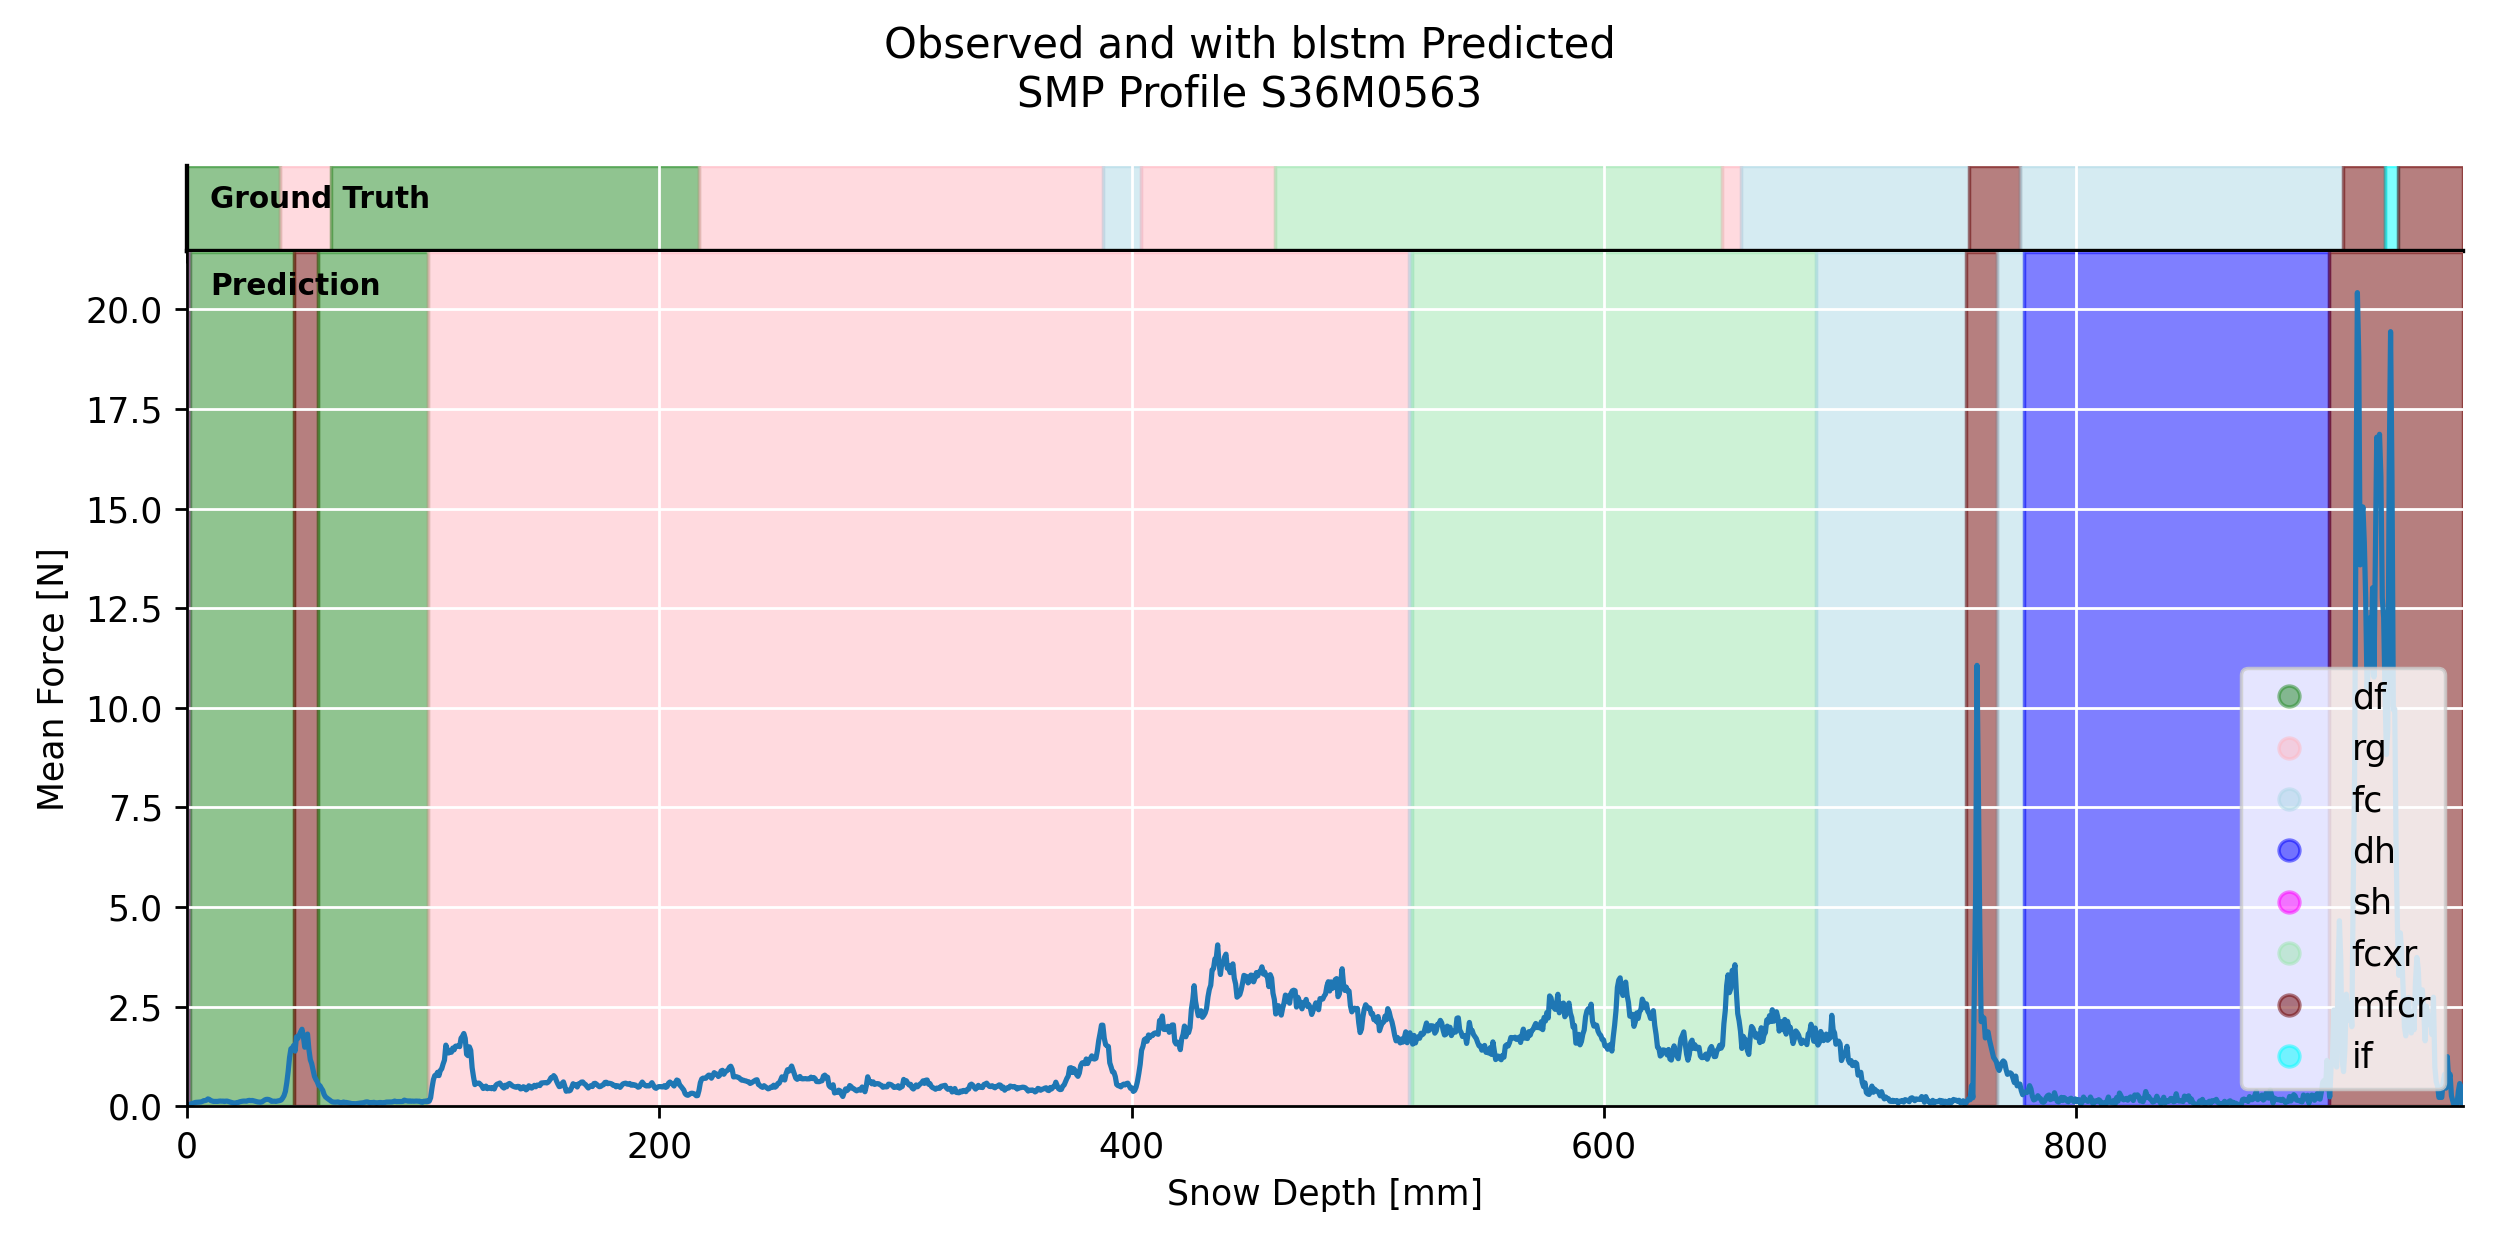 Observed and with blstm Predicted
SMP Profile S36M0563
Ground Truth
Prediction
20.0
17.5
15.0
12.5
10.0
7.5
5.0
2.5
0.0
Mean Force [N]
0
200
400
600
800
Snow Depth [mm]
df
rg
fc
dh
sh
fcxr
mfcr
if